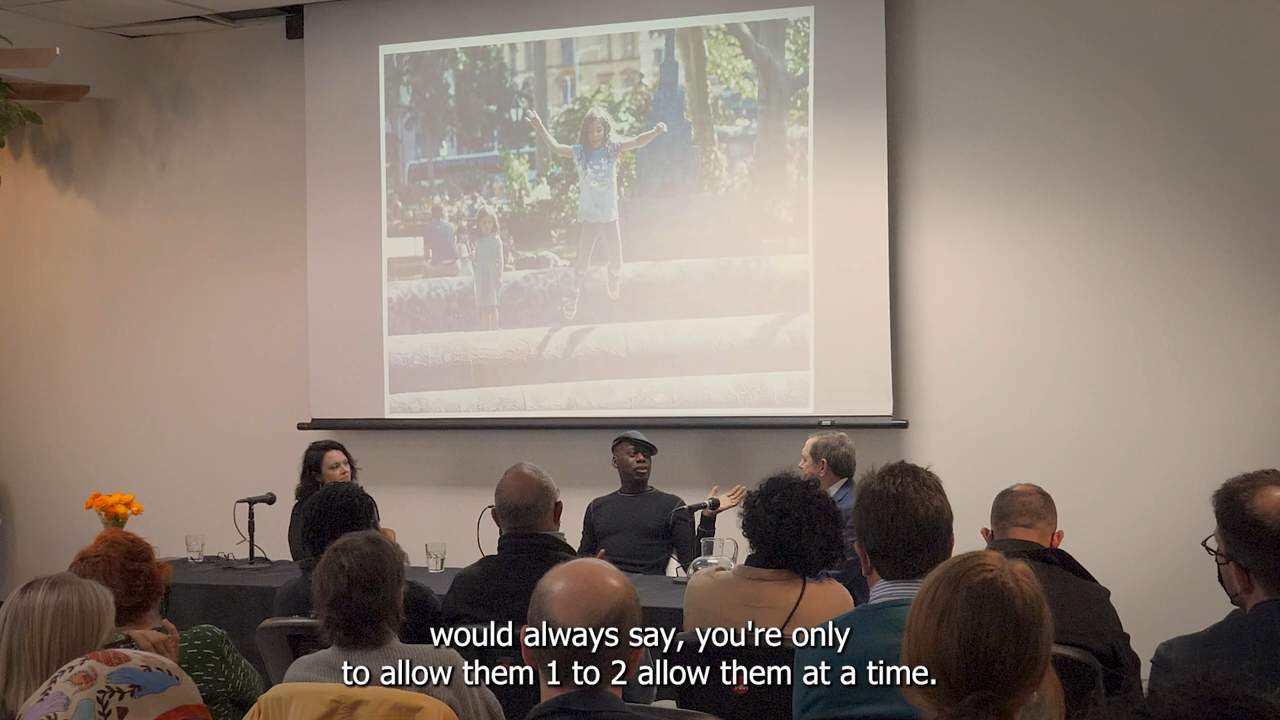 would always say, you're only
to allow them 1 to 2 allow them at a time.